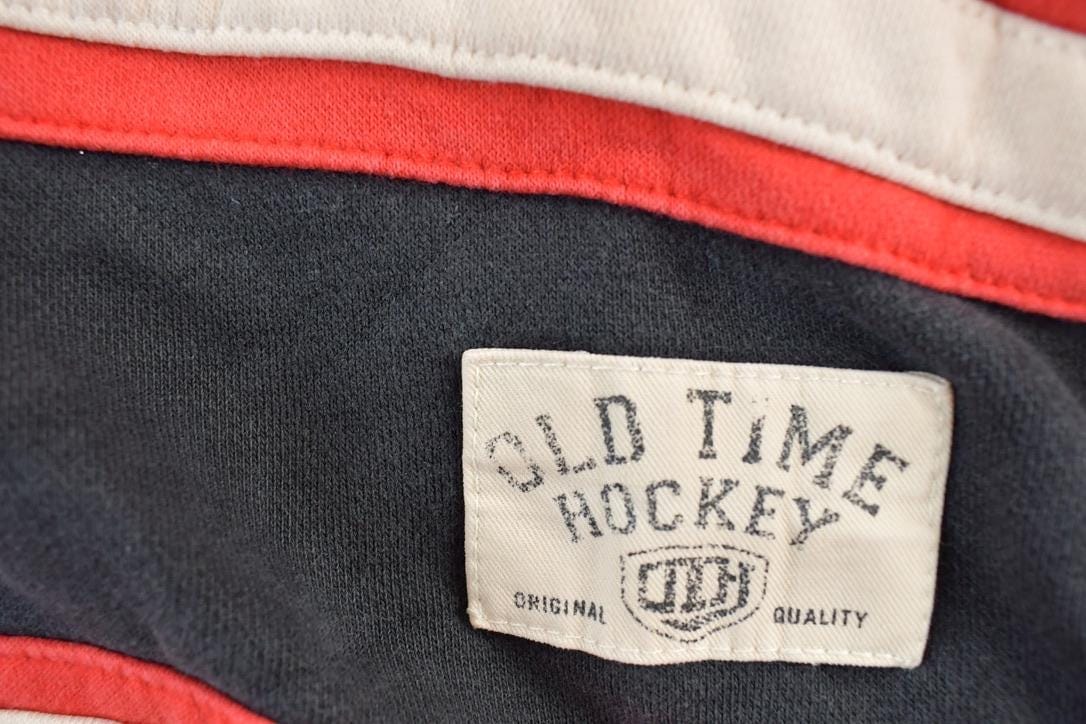 OLD TiME
HOCKEY
OTH
ORIGINAL QUALITY